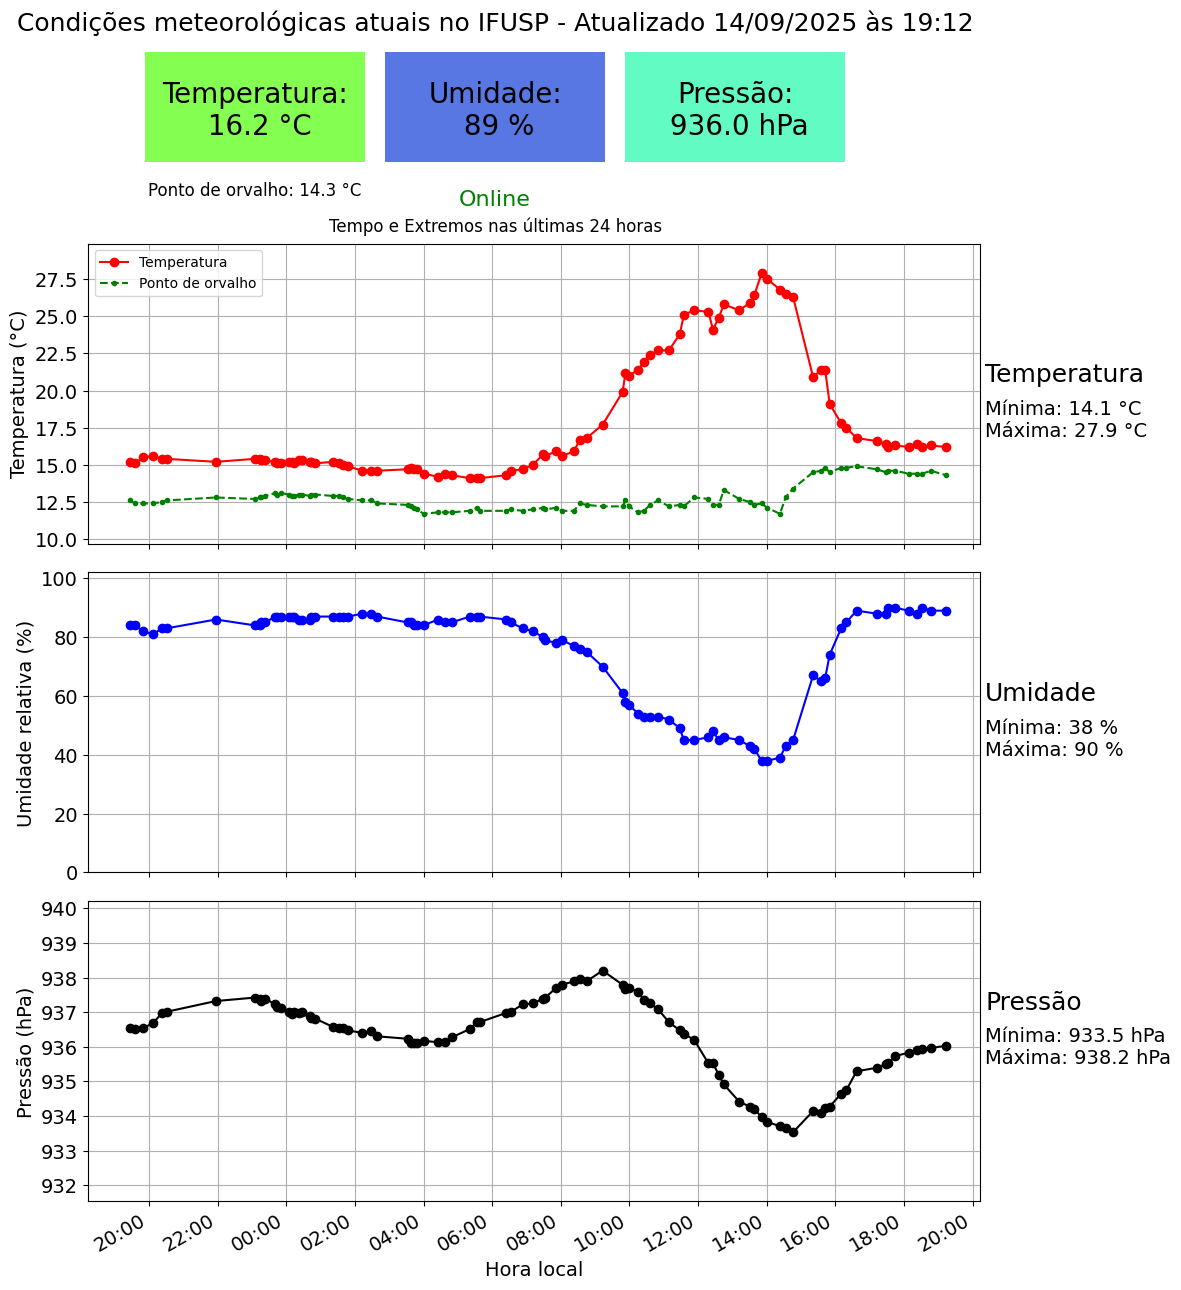 Condições meteorológicas atuais no IFUSP - Atualizado 14/09/2025 às 19:12
Temperatura:
16.2 °C
Umidade:
89 %
Pressão:
936.0 hPa
Ponto de orvalho: 14.3 °C
Online
Tempo e Extremos nas últimas 24 horas
Temperatura
Ponto de orvalho
Temperatura (°C)
27.5
25.0
22.5
20.0
17.5
15.0
12.5
10.0
Temperatura
Mínima: 14.1 °C
Máxima: 27.9 °C
Umidade relativa (%)
100
80
60
40
20
0
Umidade
Mínima: 38 %
Máxima: 90 %
Pressão (hPa)
940
939
938
937
936
935
934
933
932
Pressão
Mínima: 933.5 hPa
Máxima: 938.2 hPa
20:00 22:00 00:00 02:00 04:00 06:00 08:00 10:00 12:00 14:00 16:00 18:00 20:00
Hora local